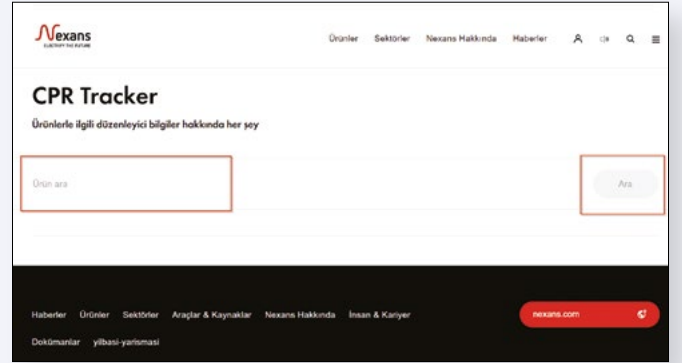 Nexans
ELECTRIFY THE FUTURE
Ürünler Sektörler Nexans Hakkında Haberler
CPR Tracker
Ürünlerle ilgili düzenleyici bilgiler hakkında her şey
Ürün ara
Ara
Haberler Ürünler Sektörler Araçlar & Kaynaklar Nexans Hakkında İnsan & Kariyer
nexans.com
Dokümanlar yilbasi-yarismasi